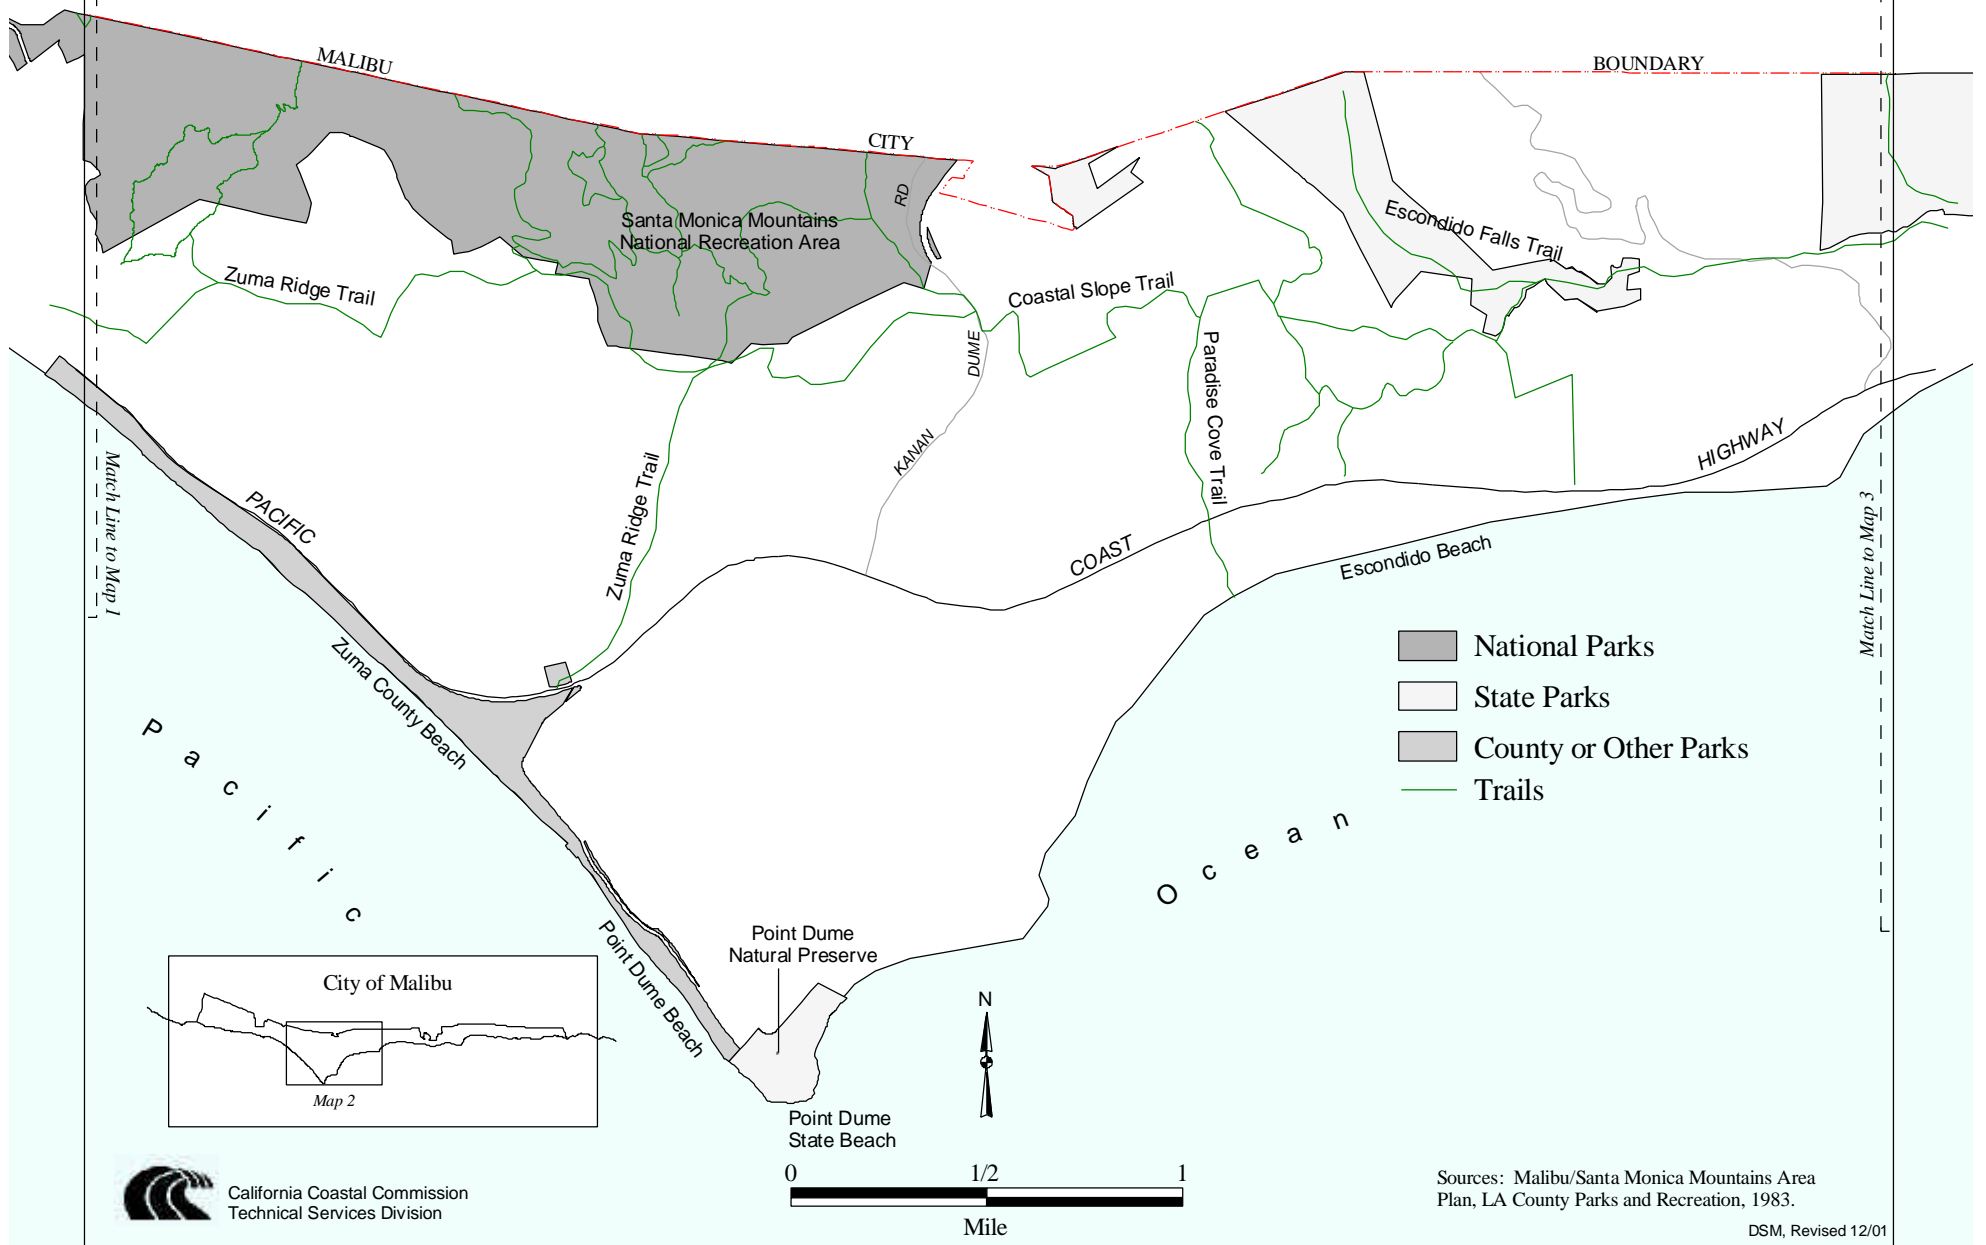 MALIBU
CITY
BOUNDARY
RD
Santa Monica Mountains
National Recreation Area
Escondido Falls Trail
Zuma Ridge Trail
Coastal Slope Trail
DUME
KANAN
Paradise Cove Trail
Zuma Ridge Trail
Match Line to Map 1
PACIFIC
COAST
HIGHWAY
Escondido Beach
Match Line to Map 3
Zuma County Beach
National Parks
State Parks
County or Other Parks
Trails
Pacific
Ocean
Point Dume
Natural Preserve
Point Dume Beach
City of Malibu
Map 2
N
Point Dume
State Beach
0 1/2 1
Mile
California Coastal Commission
Technical Services Division
Sources: Malibu/Santa Monica Mountains Area
Plan, LA County Parks and Recreation, 1983.
DSM, Revised 12/01